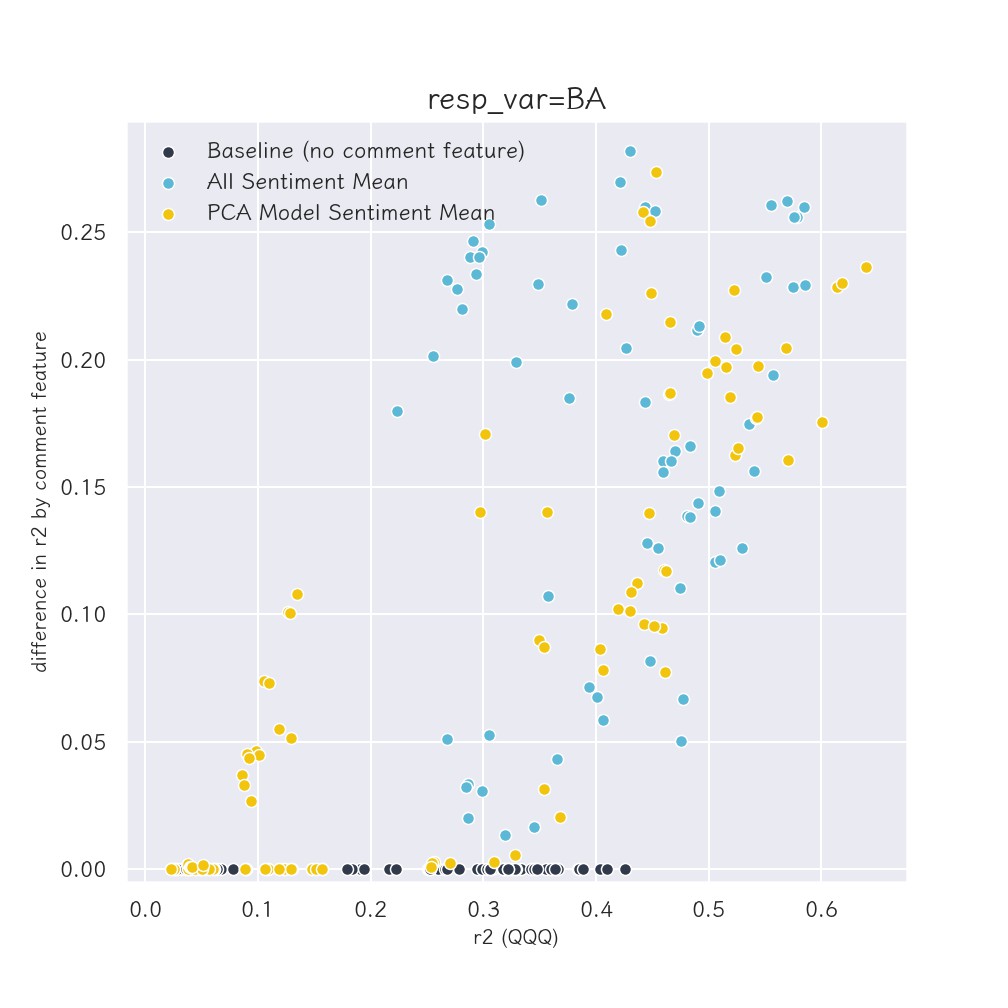 resp_var=BA
Baseline (no comment feature)
All Sentiment Mean
PCA Model Sentiment Mean
difference in r2 by comment feature
0.25
0.20
0.15
0.10
0.05
0.00
0.0 0.1 0.2 0.3 0.4 0.5 0.6
r2 (QQQ)